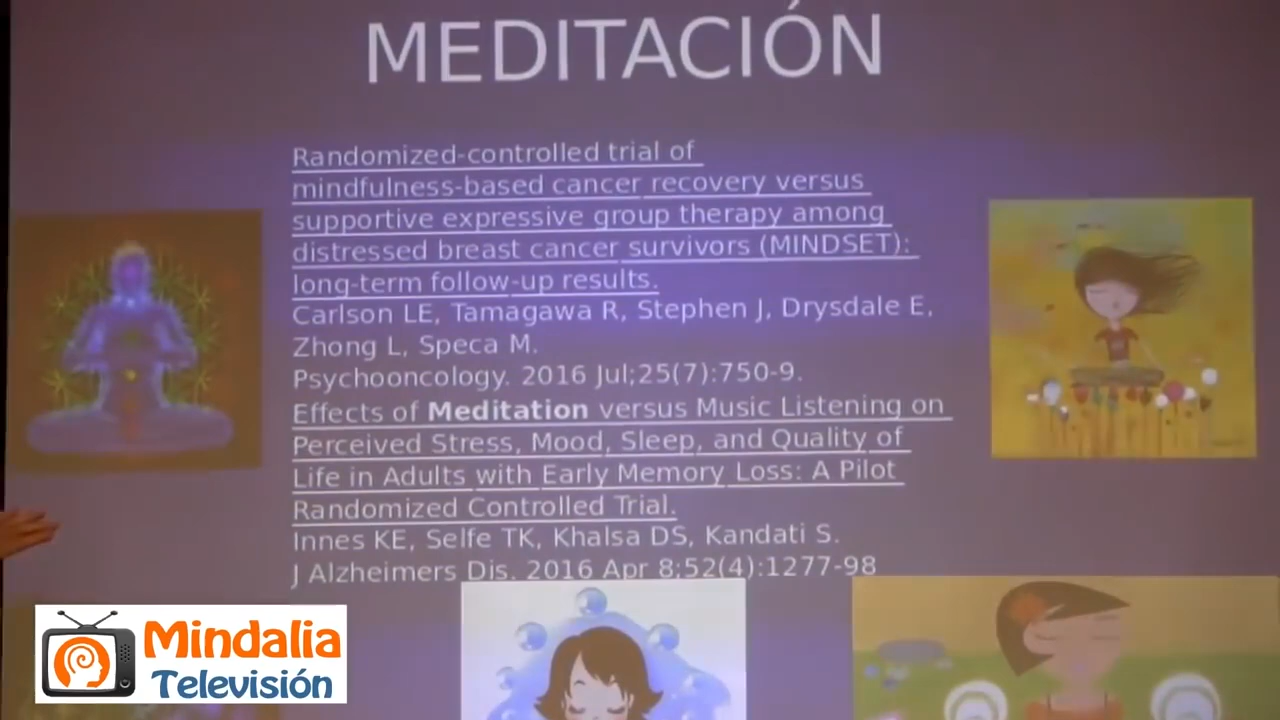 MEDITACIÓN
Randomized-controlled trial of
mindfulness-based cancer recovery versus
supportive expressive group therapy among
distressed breast cancer survivors (MINDSET):
long-term follow-up results.
Carlson LE, Tamagawa R, Stephen J, Drysdale E,
Zhong L, Speca M.
Psychooncology. 2016 Jul;25(7):750-9.
Effects of Meditation versus Music Listening on
Perceived Stress, Mood, Sleep, and Quality of
Life in Adults with Early Memory Loss: A Pilot
Randomized Controlled Trial.
Innes KE, Selfe TK, Khalsa DS, Kandati S.
J Alzheimers Dis. 2016 Apr 8;52(4):1277-98
Mindalia
Televisión